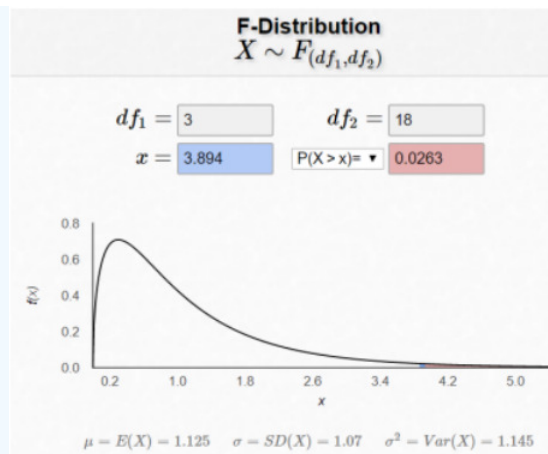 F-Distribution
X ~ F(df₁,df₂)
df₁ = 3 df₂ = 18
x = 3.894 P(X > x)= ▼ 0.0263
0.8
0.6
0.4
0.2
0.0
f(x)
0.2 1.0 1.8 2.6 3.4 4.2 5.0
x
μ = E(X) = 1.125 σ = SD(X) = 1.07 σ² = Var(X) = 1.145